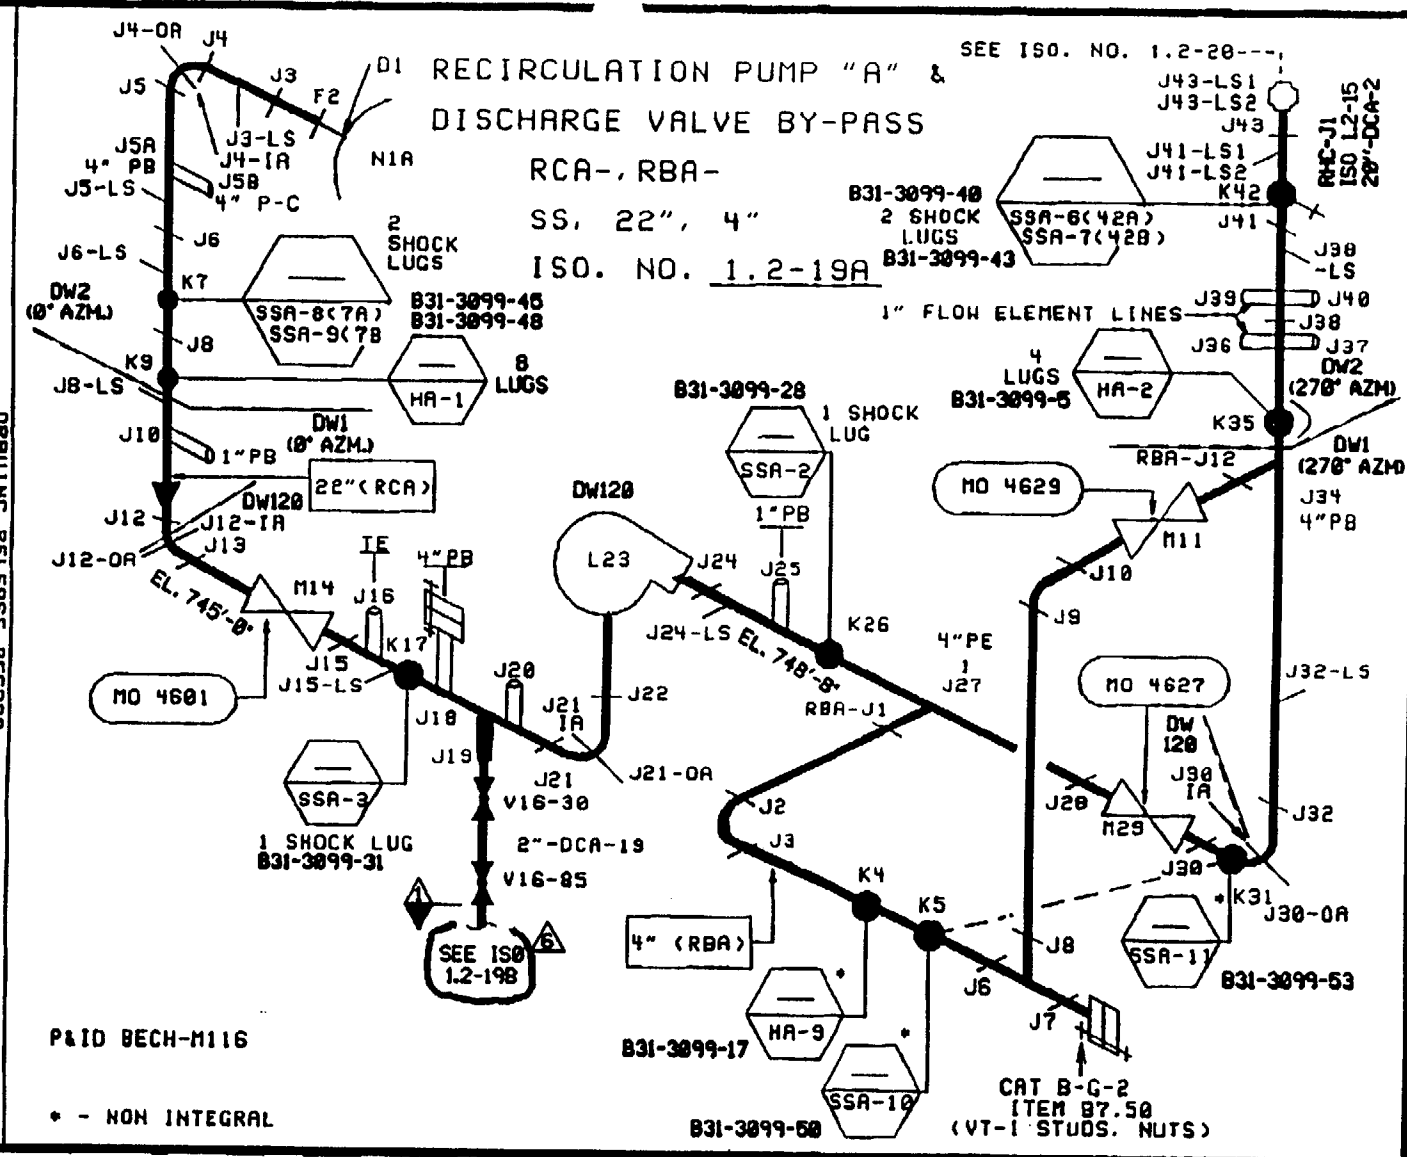 RECIRCULATION PUMP "A" &
DISCHARGE VALVE BY-PASS
RCA-, RBA-
SS, 22", 4"
ISO. NO. 1.2-19A
J4-OA
J4
J5
J3
F2
D1
J3-LS
J4-IA
N1A
J5A
4" PB
J5B
4" P-C
J5-LS
J6
J6-LS
K7
2
SHOCK
LUGS
SSA-8(7A)
SSA-9(7B
B31-3099-45
B31-3099-48
DW2
(0° AZM.)
J8
K9
J8-LS
HA-1
8
LUGS
DW1
(0° AZM.)
J10
1"PB
22"(RCA)
DW120
J12
J12-IA
J12-OA
J13
EL. 745'-0"
M14
MO 4601
TE
J16
4"PB
J15
J15-LS
K17
J18
SSA-3
1 SHOCK LUG
B31-3099-31
J19
J20
J21
IA
J21
J21-OA
J22
V16-30
2"-DCA-19
V16-85
1
6
SEE ISO
1.2-19B
DW120
L23
J24
J24-LS
1"PB
J25
EL. 748'-8"
B31-3099-28
1 SHOCK
LUG
SSA-2
K26
4"PE
1
J27
RBA-J1
J2
J3
4" (RBA)
K4
K5
*
HA-9
B31-3099-17
*
SSA-10
B31-3099-50
J6
J7
J8
J9
J10
M11
MO 4629
RBA-J12
CAT B-G-2
ITEM B7.50
(VT-1 STUDS, NUTS)
J28
M29
MO 4627
DW
120
J30
IA
J30
* K31
J30-OA
SSA-11
B31-3099-53
J32
J32-LS
J34
4"PB
DW1
(270° AZM)
DW2
(270° AZM)
K35
4
LUGS
B31-3099-5
HA-2
1" FLOW ELEMENT LINES
J36
J37
J38
J39
J40
J38
-LS
J41
K42
B31-3099-40
2 SHOCK
LUGS
B31-3099-43
SSA-6(42A)
SSA-7(42B)
J41-LS1
J41-LS2
J43
J43-LS1
J43-LS2
SEE ISO. NO. 1.2-20
RHC-J1
ISO 1.2-15
20"-DCA-2
P&ID BECH-M116
* - NON INTEGRAL